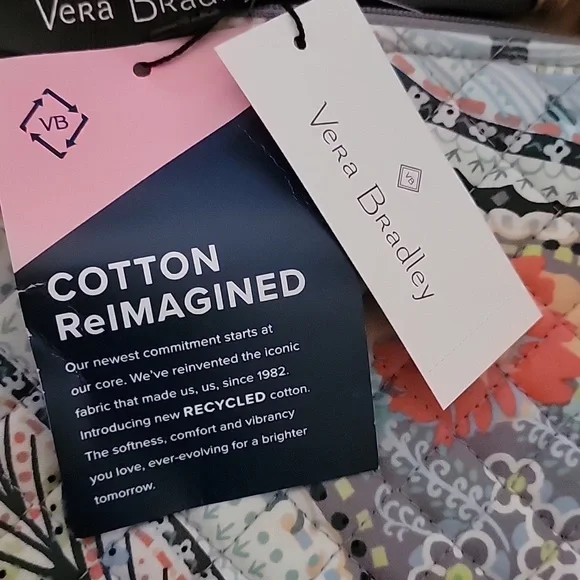 Vera Bradley
VB
COTTON
ReIMAGINED
Our newest commitment starts at
our core. We've reinvented the iconic
fabric that made us, us, since 1982.
Introducing new RECYCLED cotton.
The softness, comfort and vibrancy
you love, ever-evolving for a brighter
tomorrow.
VB
Vera Bradley